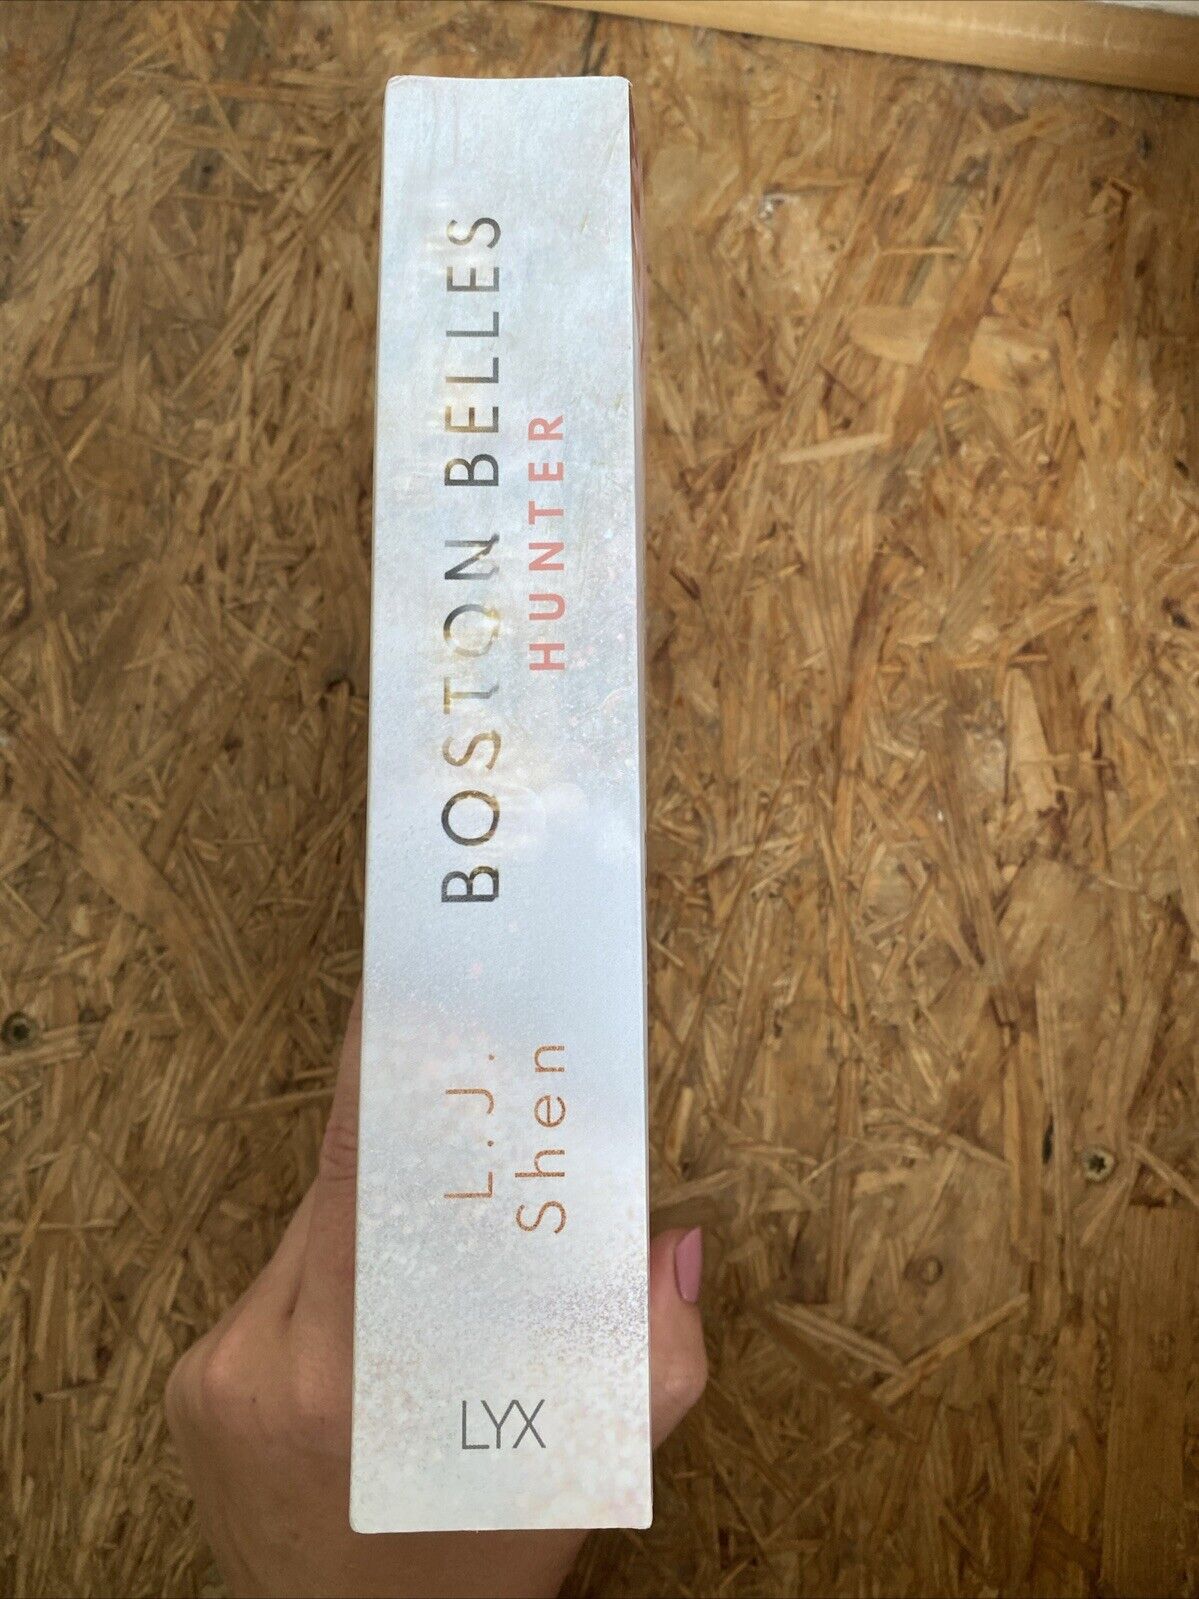 BOSTON BELLES
HUNTER
L.J.
Shen
LYX